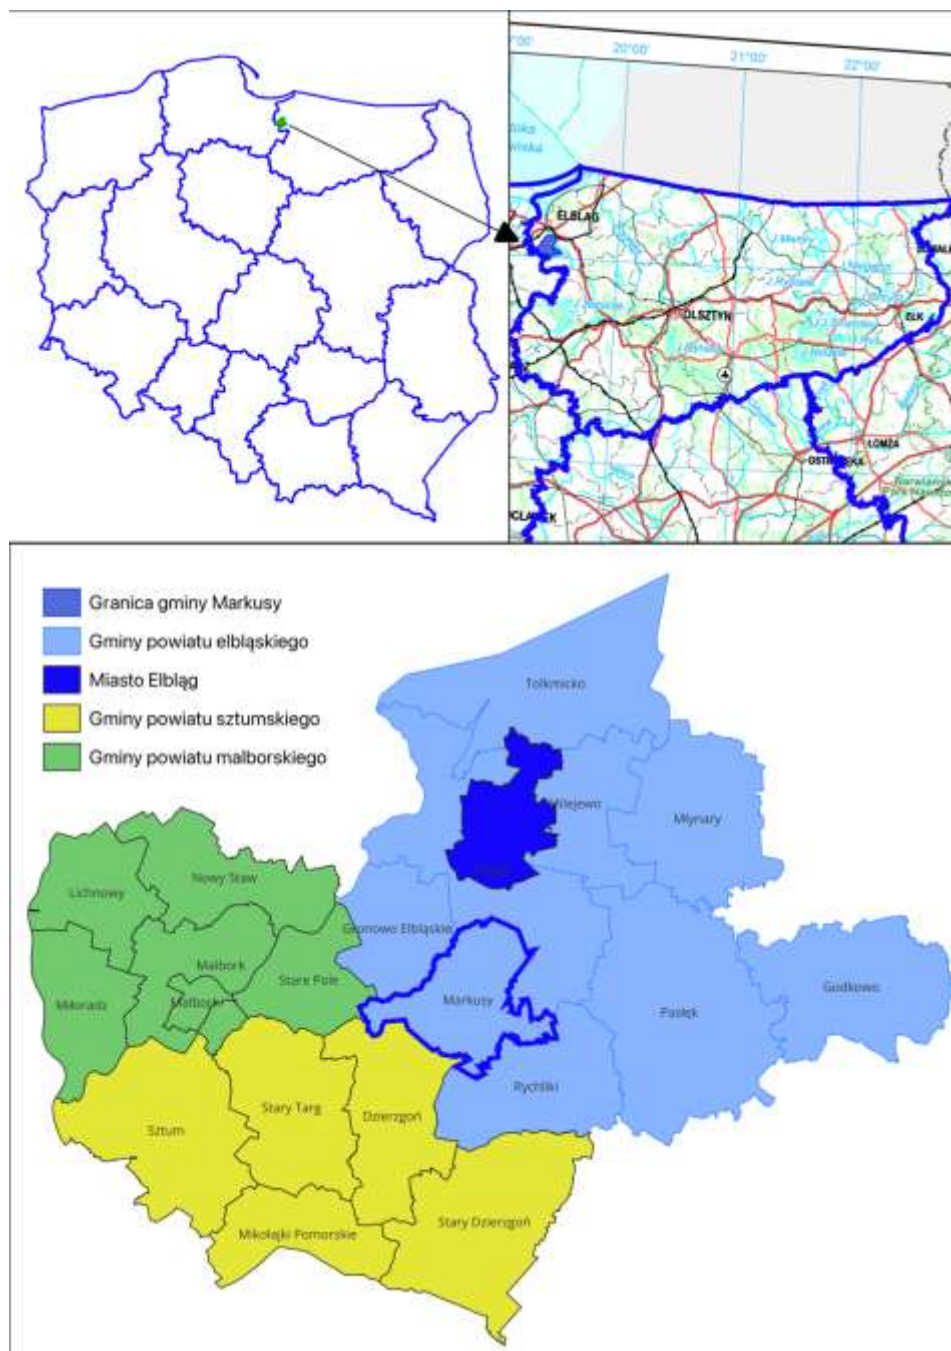 20°00'
21°00'
22°00'
ELBLĄG
OLSZTYN
EŁK
ŁOMŻA
Granica gminy Markusy
Gminy powiatu elbląskiego
Miasto Elbląg
Gminy powiatu sztumskiego
Gminy powiatu malborskiego
Tolkmicko
Milejewo
Młynary
Lichnowy
Nowy Staw
Gronowo Elbląskie
Malbork
Stare Pole
Miłoradz
Malbork
Markusy
Pasłęk
Godkowo
Rychliki
Stary Targ
Dzierzgoń
Sztum
Stary Dzierzgoń
Mikołajki Pomorskie